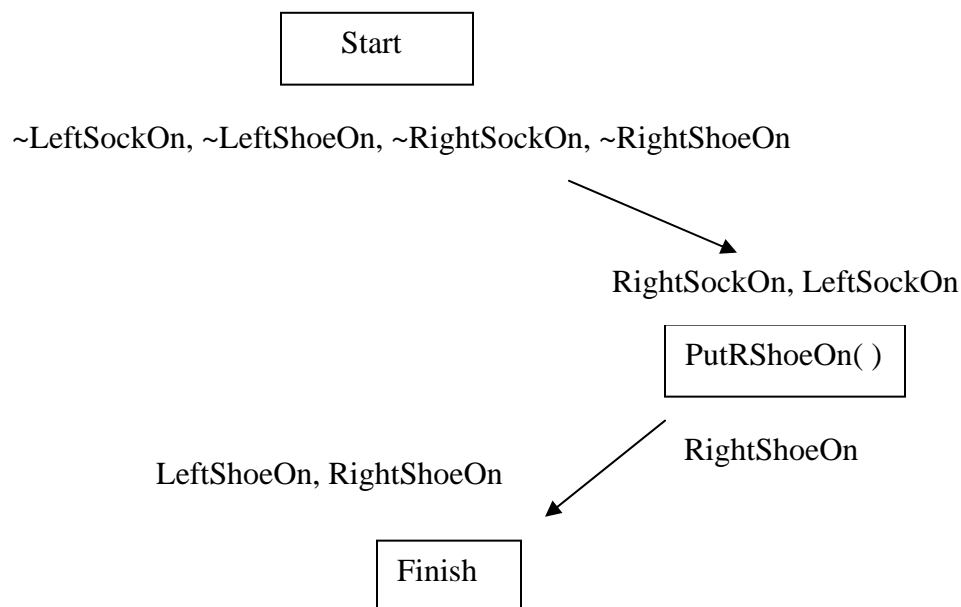 Start
~LeftSockOn, ~LeftShoeOn, ~RightSockOn, ~RightShoeOn
RightSockOn, LeftSockOn
PutRShoeOn( )
RightShoeOn
LeftShoeOn, RightShoeOn
Finish